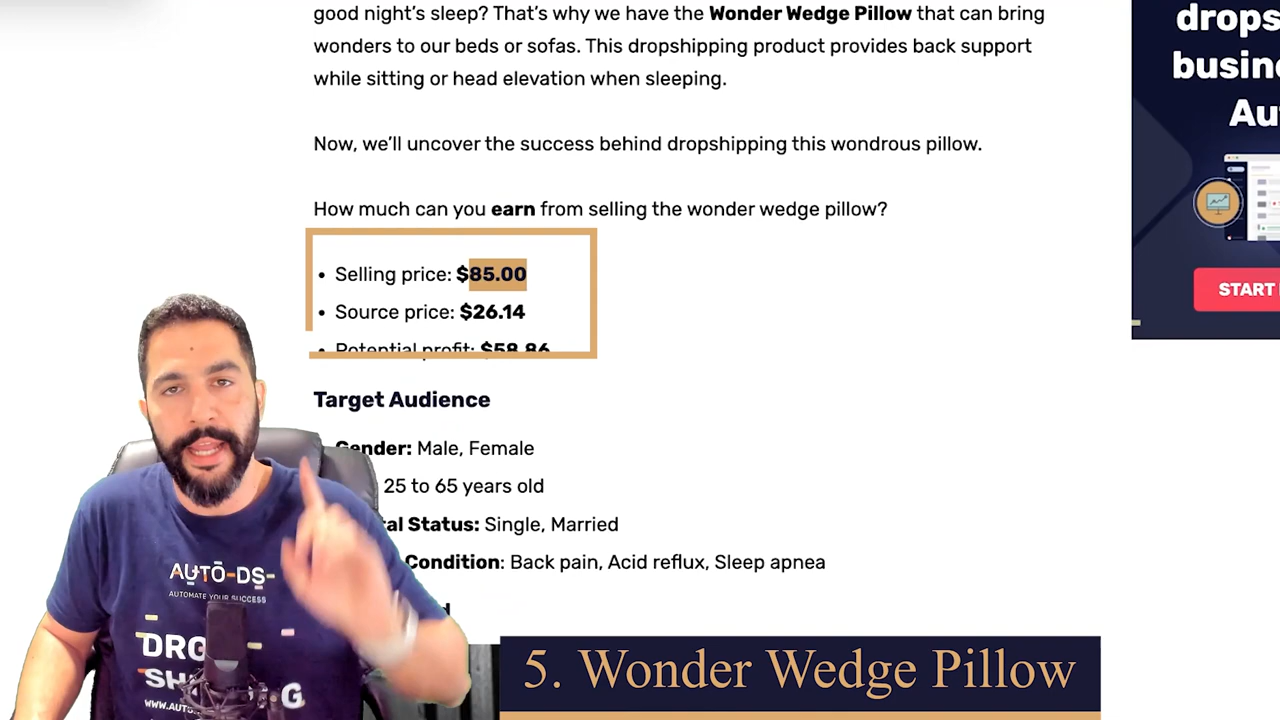 good night’s sleep? That’s why we have the Wonder Wedge Pillow that can bring
wonders to our beds or sofas. This dropshipping product provides back support
while sitting or head elevation when sleeping.
Now, we’ll uncover the success behind dropshipping this wondrous pillow.
How much can you earn from selling the wonder wedge pillow?
• Selling price: $85.00
• Source price: $26.14
• Potential profit: $58.86
Target Audience
Gender: Male, Female
25 to 65 years old
Status: Single, Married
Condition: Back pain, Acid reflux, Sleep apnea
drops
busin
Au
START
AUTO-DS
AUTOMATE YOUR SUCCESS
5. Wonder Wedge Pillow